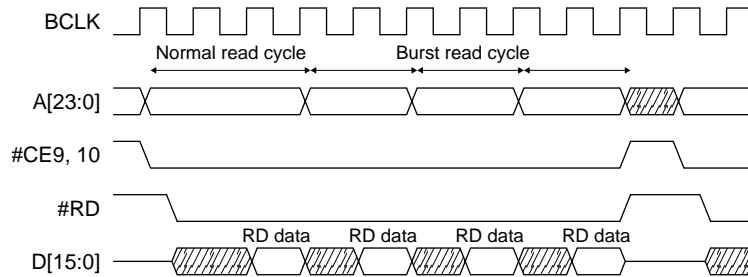 BCLK
Normal read cycle Burst read cycle
A[23:0]
#CE9, 10
#RD
RD data RD data RD data RD data
D[15:0]